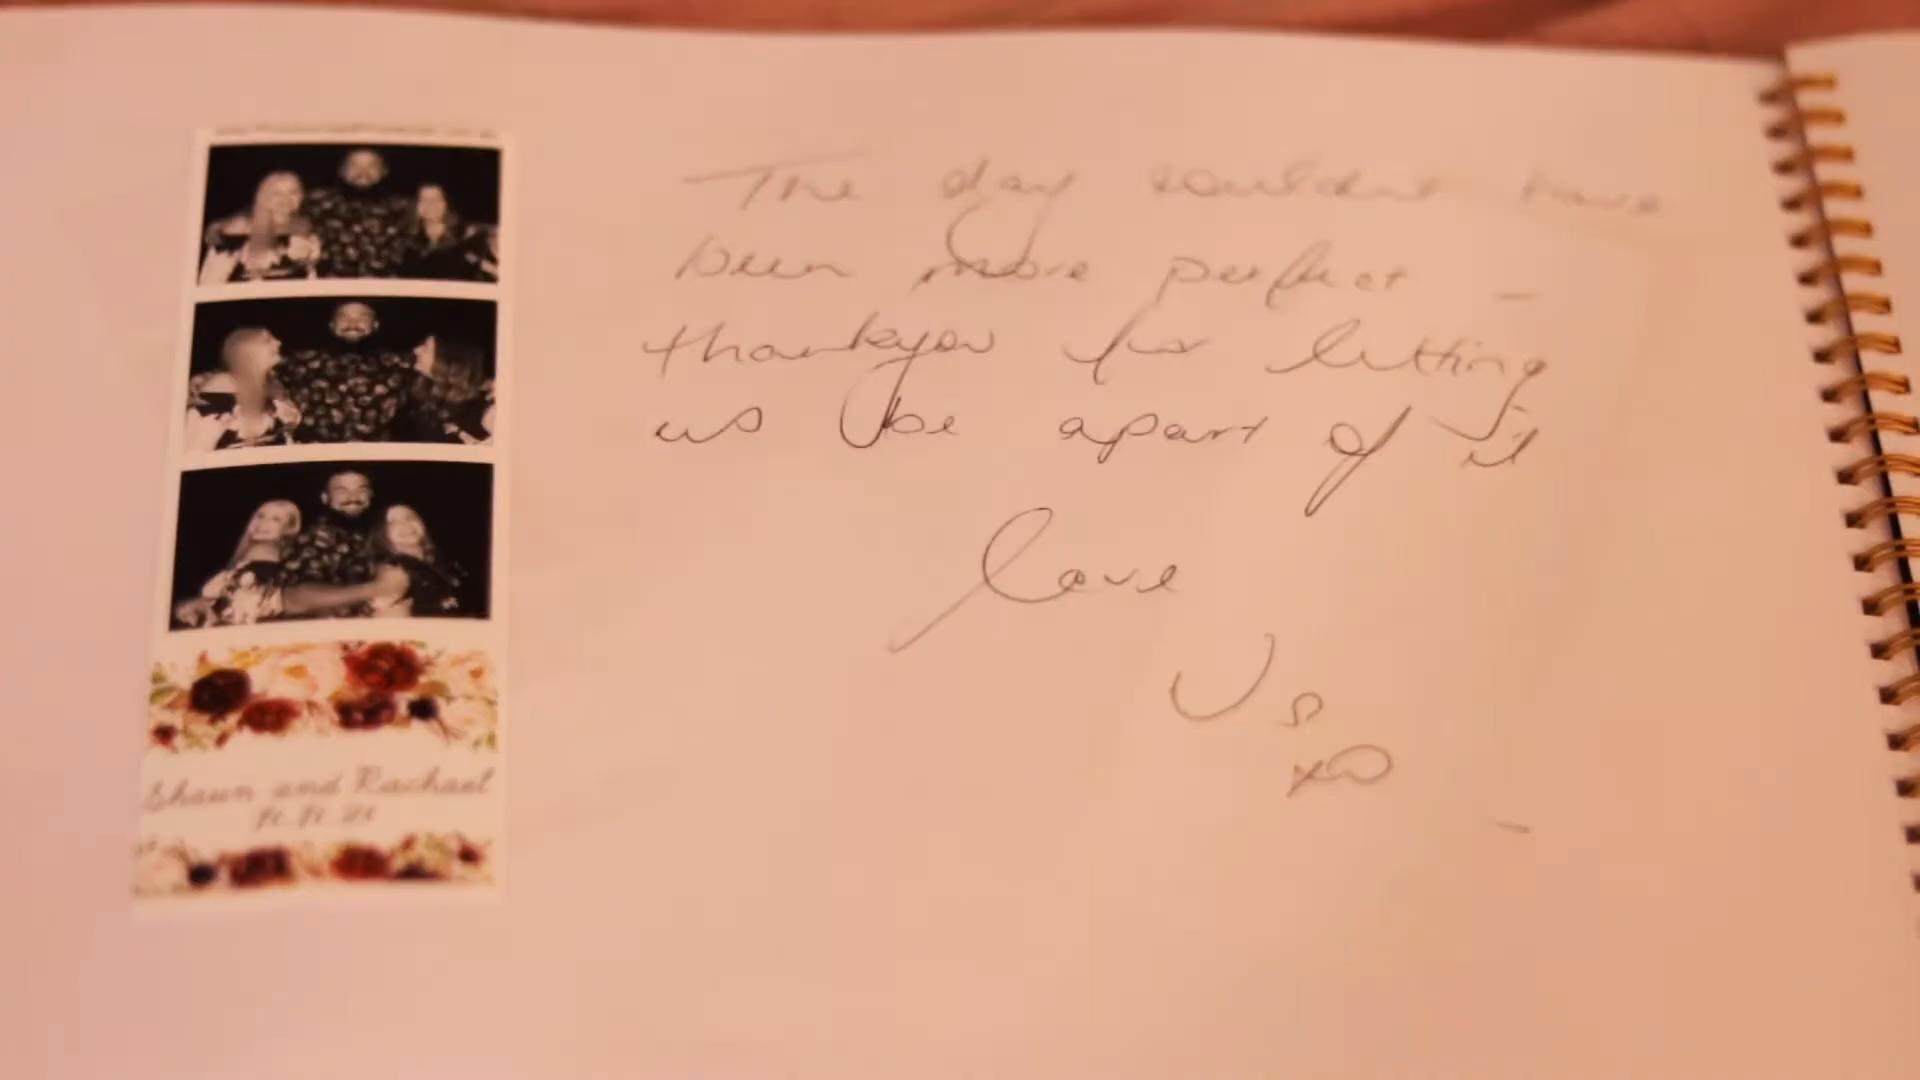 The day couldn't have
been more perfect -
thankyou for letting
us be apart of it
Love
Us
xo
Shaun and Rachael